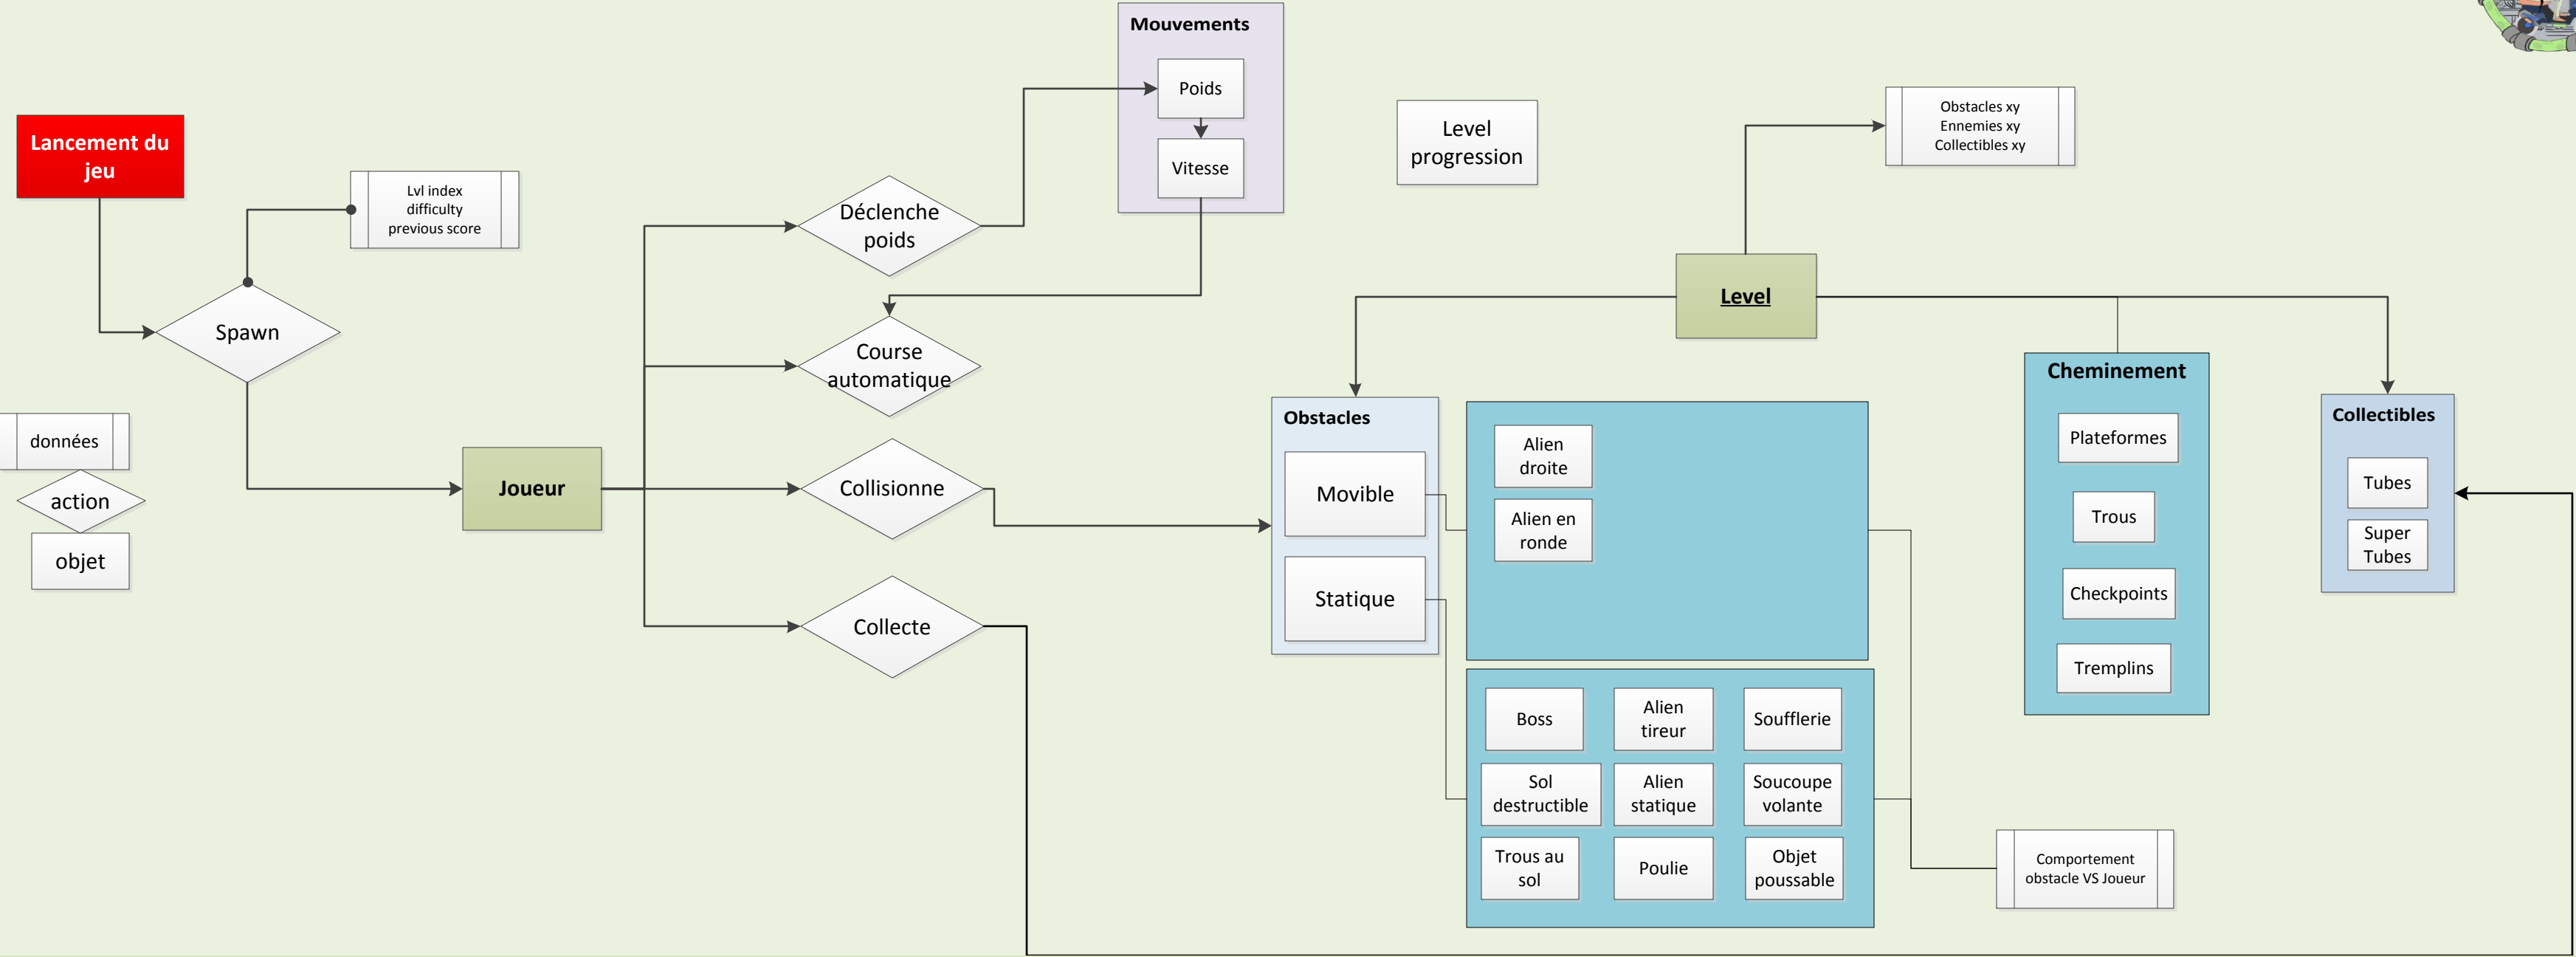 Mouvements
Poids
Vitesse
Lancement du
jeu
Lvl index
difficulty
previous score
Spawn
données
action
objet
Joueur
Déclenche
poids
Course
automatique
Collisionne
Collecte
Level
progression
Obstacles xy
Ennemies xy
Collectibles xy
Level
Obstacles
Movible
Statique
Alien
droite
Alien en
ronde
Boss
Alien
tireur
Soufflerie
Sol
destructible
Alien
statique
Soucoupe
volante
Trous au
sol
Poulie
Objet
poussable
Cheminement
Plateformes
Trous
Checkpoints
Tremplins
Collectibles
Tubes
Super
Tubes
Comportement
obstacle VS Joueur